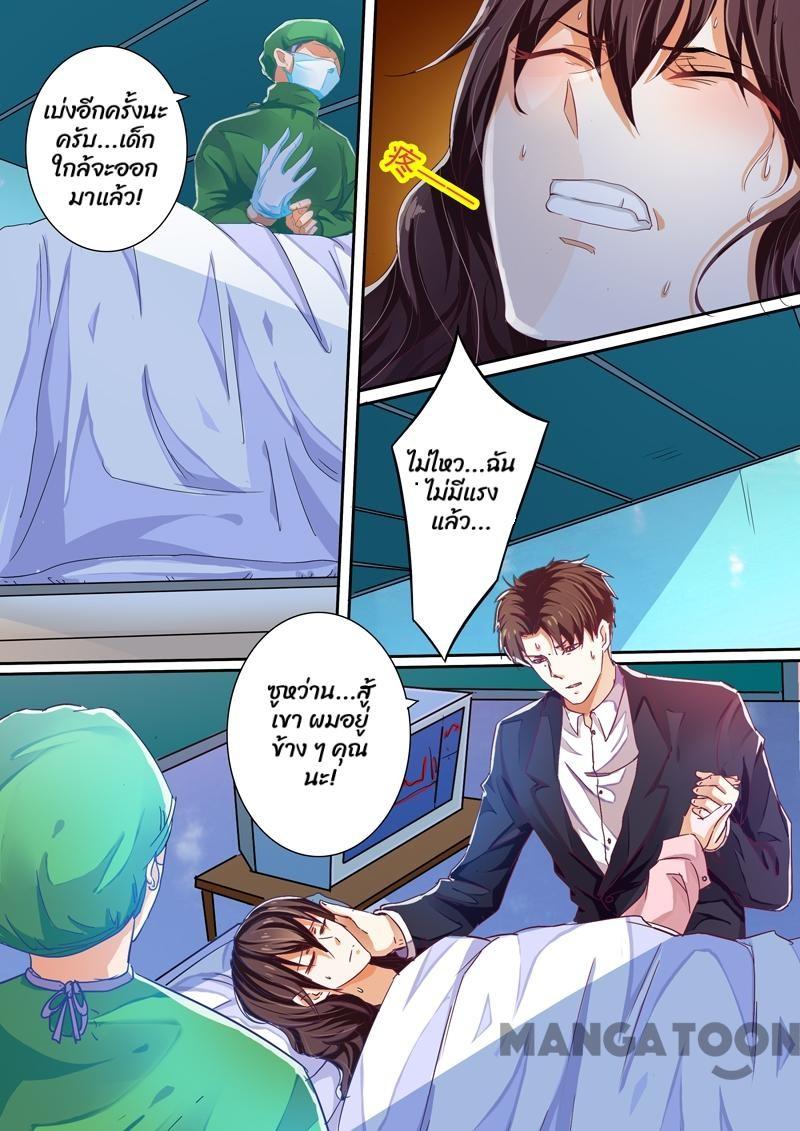 เบ่งอีกครั้งนะ
ครับ...เด็ก
ใกล้จะออก
มาแล้ว!
疼——
ไม่ไหว...ฉัน
ไม่มีแรง
แล้ว...
ซูหว่าน...สู้
เขา ผมอยู่
ข้าง ๆ คุณ
นะ!
MANGATOON